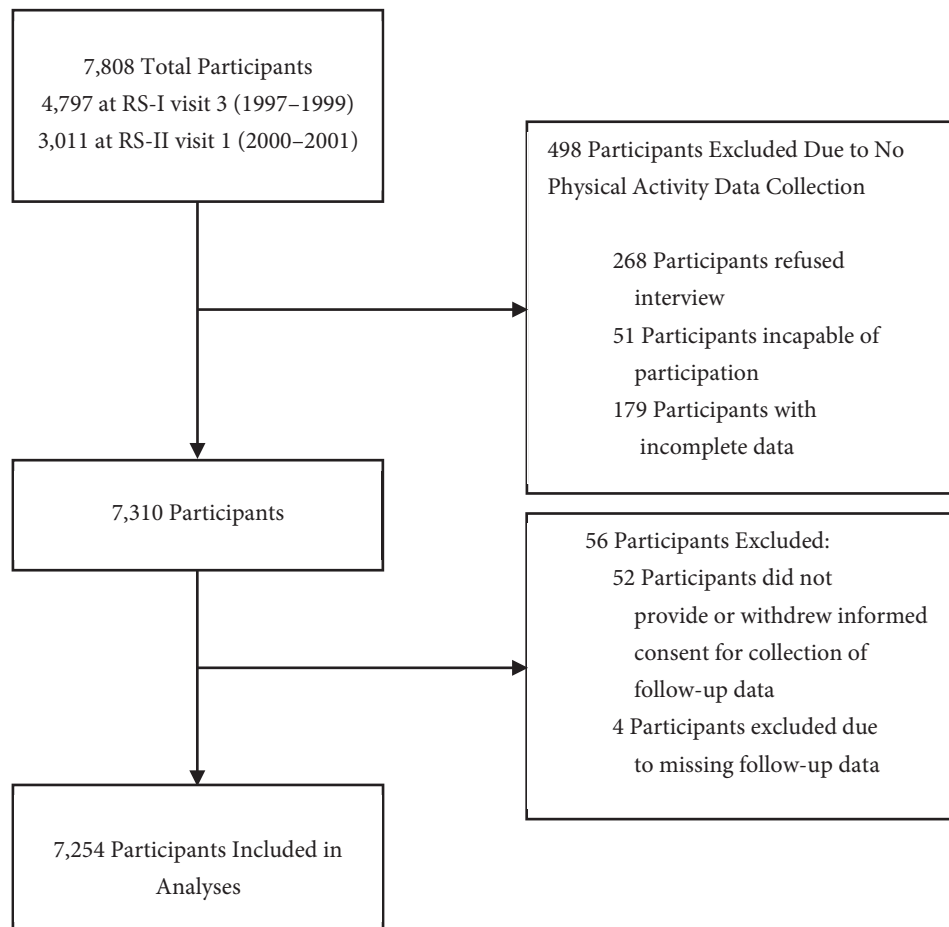 7,808 Total Participants
4,797 at RS-I visit 3 (1997–1999)
3,011 at RS-II visit 1 (2000–2001)
498 Participants Excluded Due to No
Physical Activity Data Collection
268 Participants refused
interview
51 Participants incapable of
participation
179 Participants with
incomplete data
7,310 Participants
56 Participants Excluded:
52 Participants did not
provide or withdrew informed
consent for collection of
follow-up data
4 Participants excluded due
to missing follow-up data
7,254 Participants Included in
Analyses